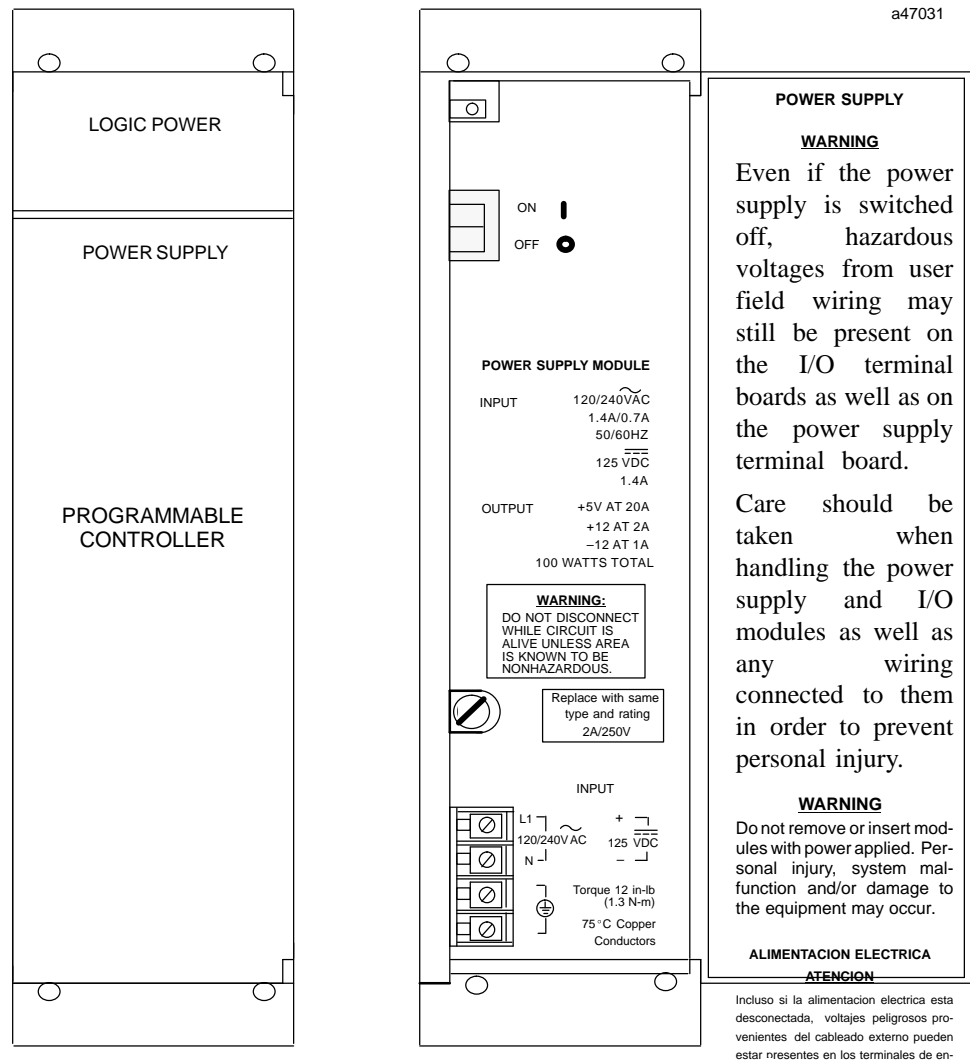 a47031
LOGIC POWER
POWER SUPPLY
PROGRAMMABLE
CONTROLLER
ON
OFF
POWER SUPPLY MODULE
INPUT 120/240VAC
1.4A/0.7A
50/60HZ
125 VDC
1.4A
OUTPUT +5V AT 20A
+12 AT 2A
–12 AT 1A
100 WATTS TOTAL
WARNING:
DO NOT DISCONNECT
WHILE CIRCUIT IS
ALIVE UNLESS AREA
IS KNOWN TO BE
NONHAZARDOUS.
Replace with same
type and rating
2A/250V
INPUT
L1 +
120/240V AC 125 VDC
N –
Torque 12 in-lb
(1.3 N-m)
75°C Copper
Conductors
POWER SUPPLY
WARNING
Even if the power
supply is switched
off, hazardous
voltages from user
field wiring may
still be present on
the I/O terminal
boards as well as on
the power supply
terminal board.
Care should be
taken when
handling the power
supply and I/O
modules as well as
any wiring
connected to them
in order to prevent
personal injury.
WARNING
Do not remove or insert mod-
ules with power applied. Per-
sonal injury, system mal-
function and/or damage to
the equipment may occur.
ALIMENTACION ELECTRICA
ATENCION
Incluso si la alimentacion electrica esta
desconectada, voltajes peligrosos pro-
venientes del cableado externo pueden
estar presentes en los terminales de en-